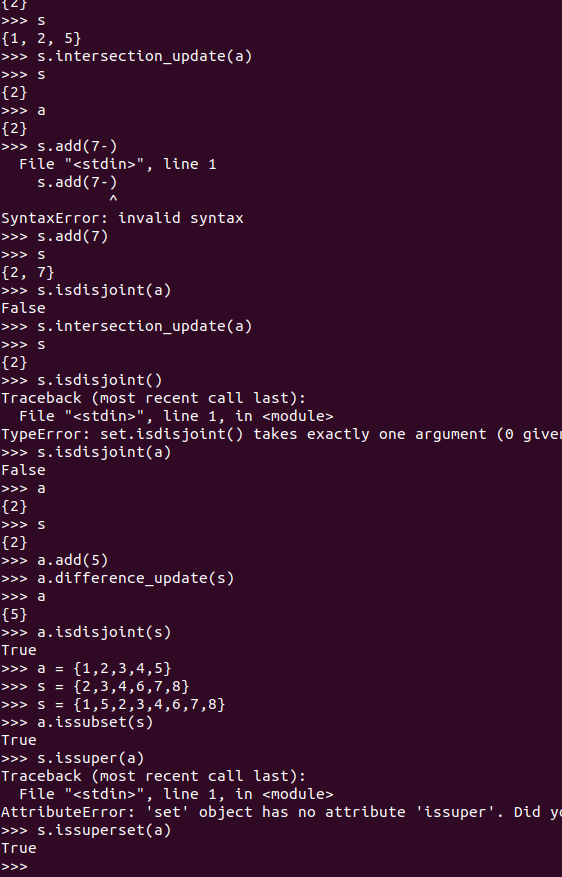 {2}
>>> s
{1, 2, 5}
>>> s.intersection_update(a)
>>> s
{2}
>>> a
{2}
>>> s.add(7-)
  File "<stdin>", line 1
    s.add(7-)
            ^
SyntaxError: invalid syntax
>>> s.add(7)
>>> s
{2, 7}
>>> s.isdisjoint(a)
False
>>> s.intersection_update(a)
>>> s
{2}
>>> s.isdisjoint()
Traceback (most recent call last):
  File "<stdin>", line 1, in <module>
TypeError: set.isdisjoint() takes exactly one argument (0 give
>>> s.isdisjoint(a)
False
>>> a
{2}
>>> s
{2}
>>> a.add(5)
>>> a.difference_update(s)
>>> a
{5}
>>> a.isdisjoint(s)
True
>>> a = {1,2,3,4,5}
>>> s = {2,3,4,6,7,8}
>>> s = {1,5,2,3,4,6,7,8}
>>> a.issubset(s)
True
>>> s.issuper(a)
Traceback (most recent call last):
  File "<stdin>", line 1, in <module>
AttributeError: 'set' object has no attribute 'issuper'. Did y
>>> s.issuperset(a)
True
>>>